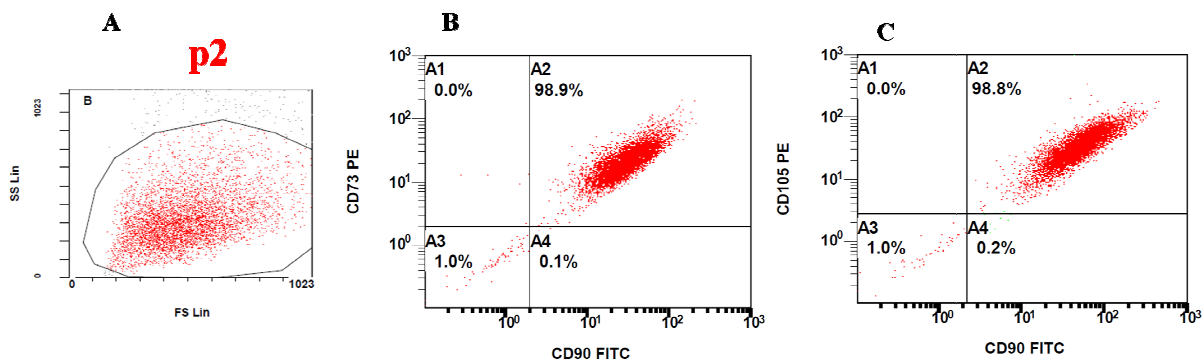 A
p2
B
1023
0
SS Lin
0
1023
FS Lin
B
10³
10²
10¹
10⁰
CD73 PE
A1
0.0%
A2
98.9%
A3
1.0%
A4
0.1%
10⁰
10¹
10²
10³
CD90 FITC
C
10³
10²
10¹
10⁰
CD105 PE
A1
0.0%
A2
98.8%
A3
1.0%
A4
0.2%
10⁰
10¹
10²
10³
CD90 FITC